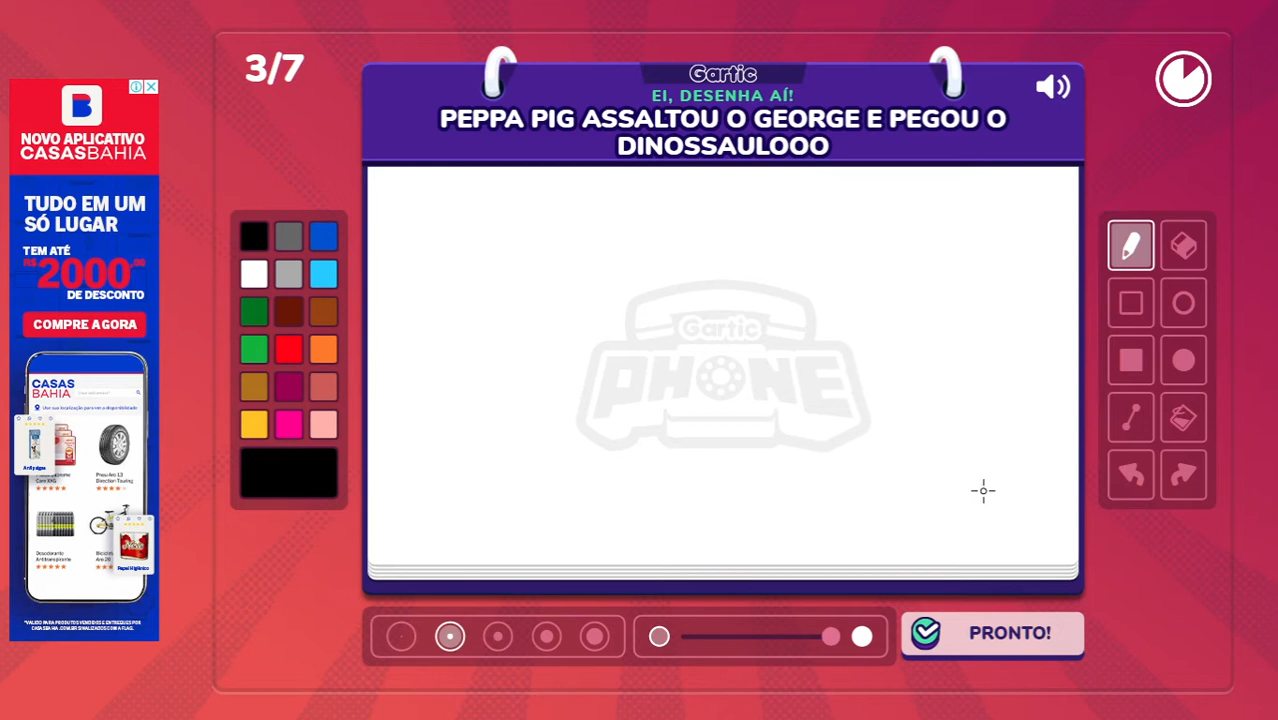 3/7
Gartic
EI, DESENHA AÍ!
PEPPA PIG ASSALTOU O GEORGE E PEGOU O
DINOSSAULOOO
NOVO APLICATIVO
CASASBAHIA
TUDO EM UM
SÓ LUGAR
TEM ATÉ
R$ 2000,00
DE DESCONTO
COMPRE AGORA
CASAS
BAHIA
Gartic
PHONE
PRONTO!